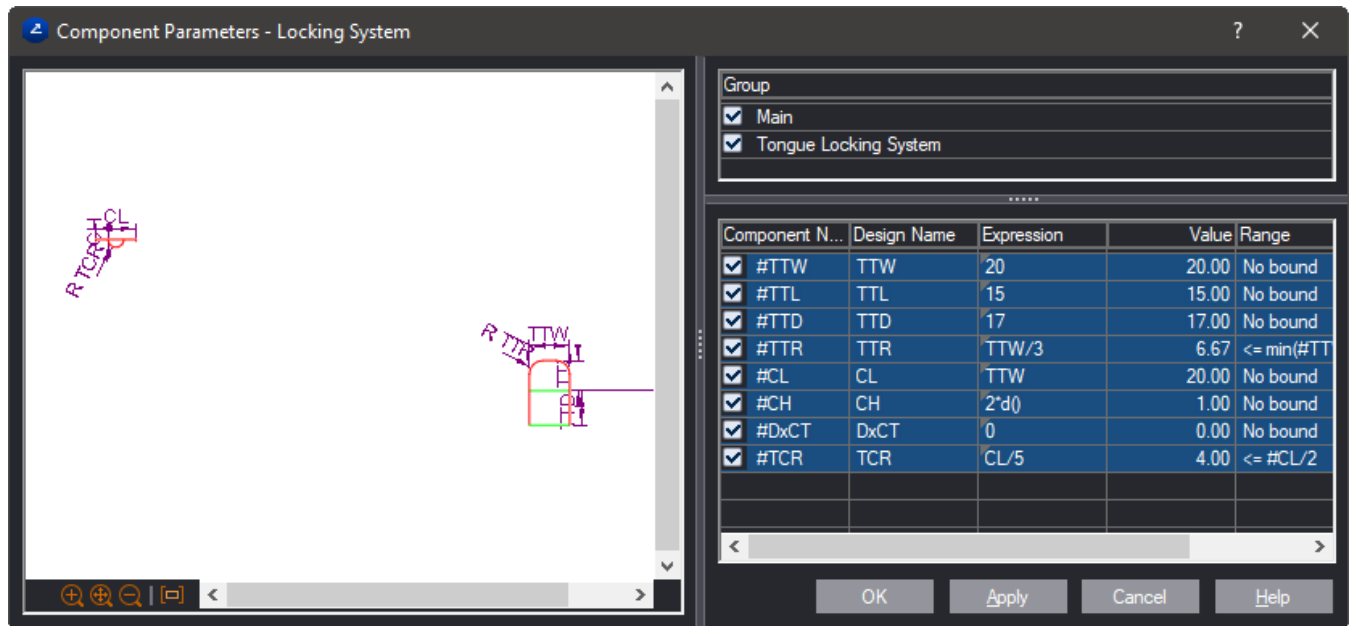 Component Parameters - Locking System
?
Group
Main
Tongue Locking System
CL
CH
R TCR
R TTR
TTW
Component N... Design Name Expression Value Range
#TTW TTW 20 20.00 No bound
#TTL TTL 15 15.00 No bound
#TTD TTD 17 17.00 No bound
#TTR TTR TTW/3 6.67 <= min(#TT
#CL CL TTW 20.00 No bound
#CH CH 2*d() 1.00 No bound
#DxCT DxCT 0 0.00 No bound
#TCR TCR CL/5 4.00 <= #CL/2
OK Apply Cancel Help